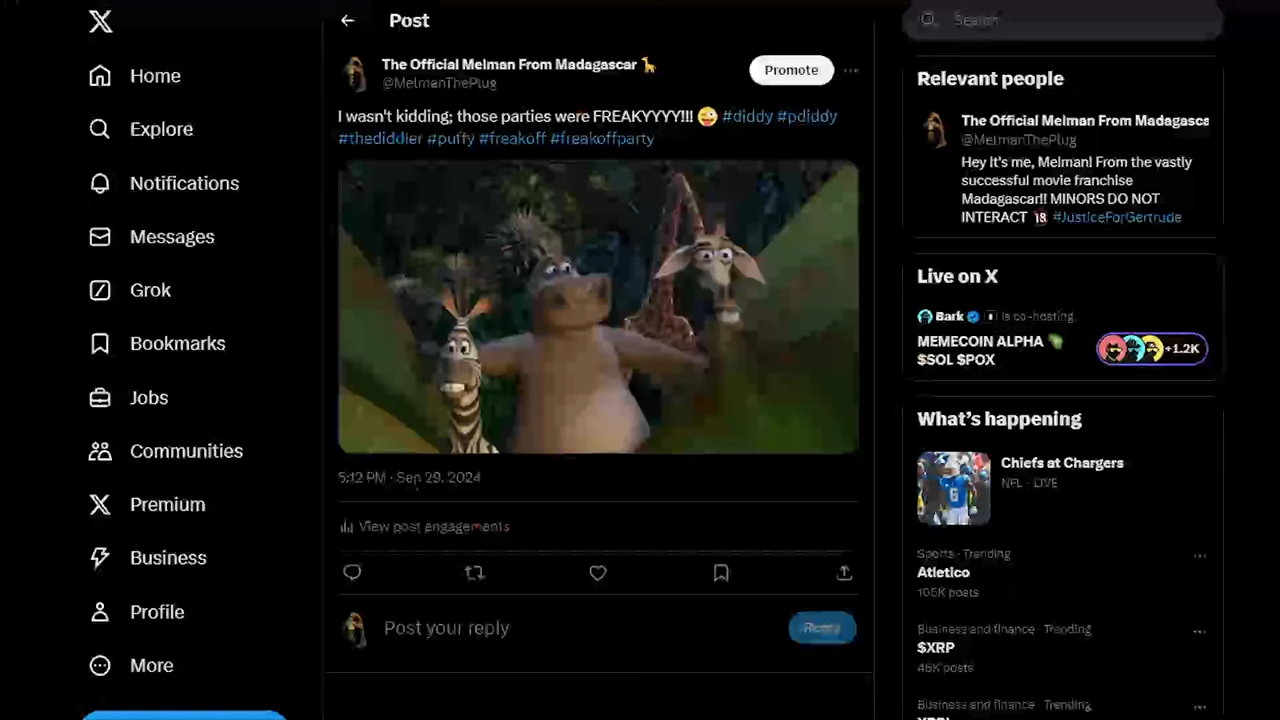 Post
The Official Melman From Madagascar 🦒
@MelmanThePlug
Promote
I wasn't kidding; those parties were FREAKYYYY!!! 😜 #diddy #pdiddy
#thediddler #puffy #freakoff #freakoffparty
5:12 PM · Sep 29, 2024
View post engagements
Post your reply
Reply
Home
Explore
Notifications
Messages
Grok
Bookmarks
Jobs
Communities
Premium
Business
Profile
More
Search
Relevant people
The Official Melman From Madagasca
@MelmanThePlug
Hey it's me, Melman! From the vastly
successful movie franchise
Madagascar!! MINORS DO NOT
INTERACT 🔞 #JusticeForGertrude
Live on X
Bark is co-hosting
MEMECOIN ALPHA
$SOL $POX
+1.2K
What's happening
Chiefs at Chargers
NFL · LIVE
Sports · Trending
Atletico
105K posts
Business and finance · Trending
$XRP
46K posts
Business and finance · Trending